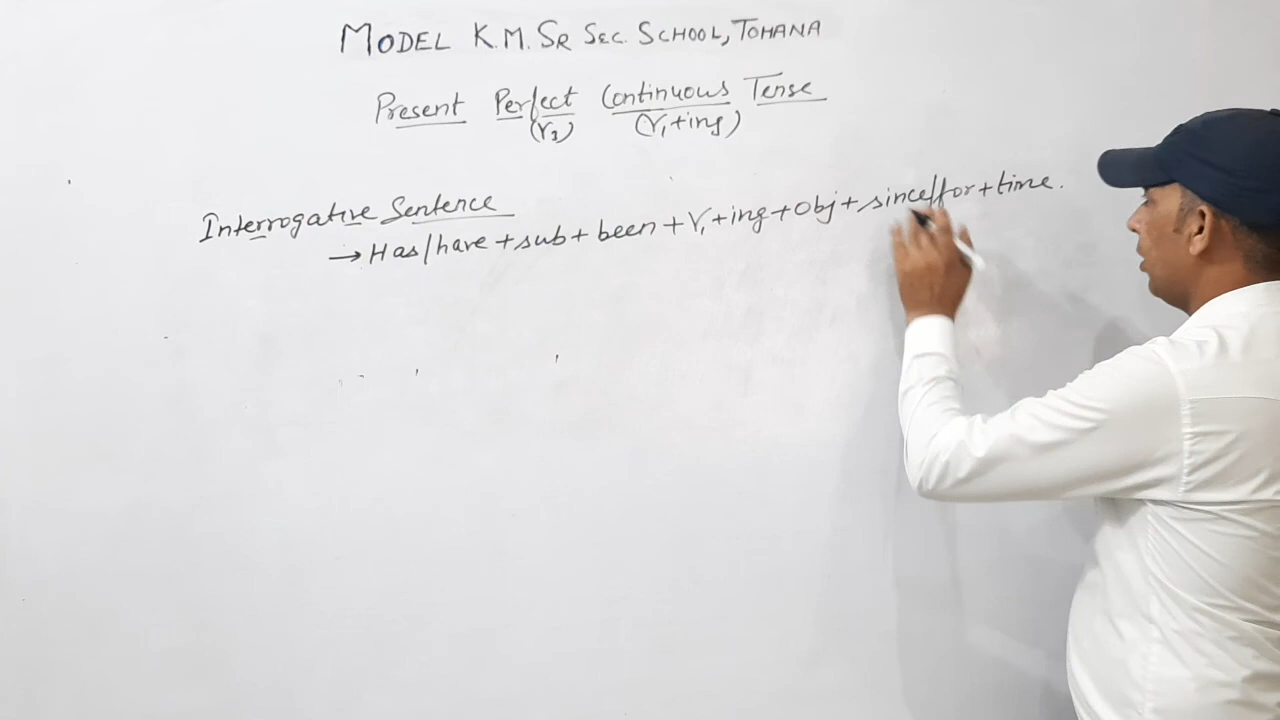 MODEL K.M. SR SEC. SCHOOL, TOHANA
Present Perfect Continuous Tense
(V3) (V1+ing)
Interrogative Sentence
→ Has/have + sub + been + V1 + ing + Obj + since/for + time.